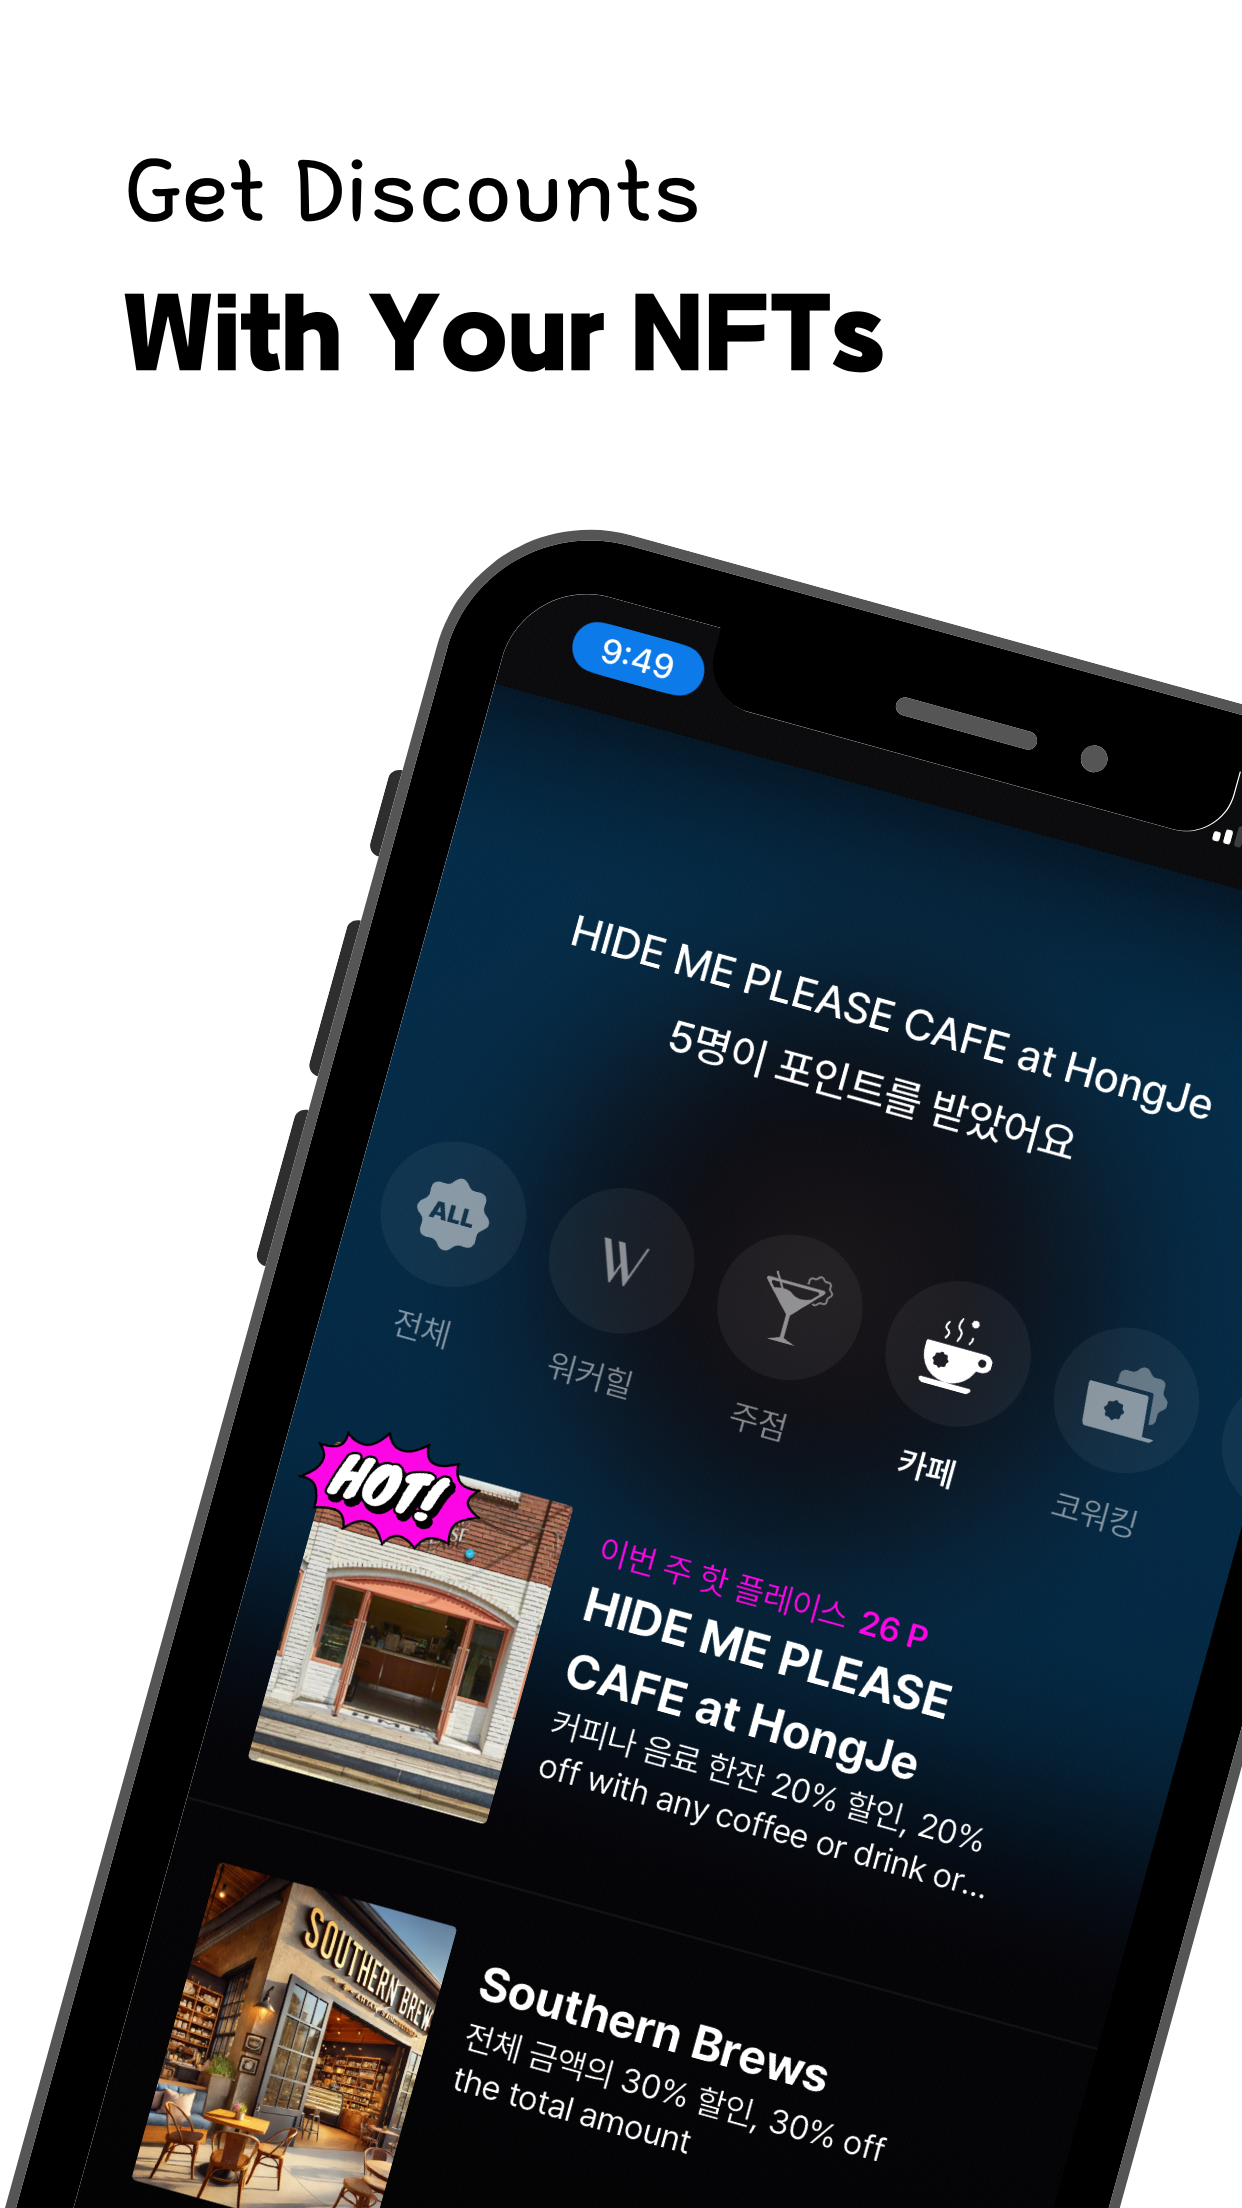 Get Discounts
With Your NFTs
9:49
HIDE ME PLEASE CAFE at HongJe
5명이 포인트를 받았어요
ALL
W
전체
워커힐
주점
카페
코워킹
HOT!
이번 주 핫 플레이스 26 P
HIDE ME PLEASE
CAFE at HongJe
커피나 음료 한잔 20% 할인, 20%
off with any coffee or drink or...
SOUTHERN BREW
Southern Brews
전체 금액의 30% 할인, 30% off
the total amount